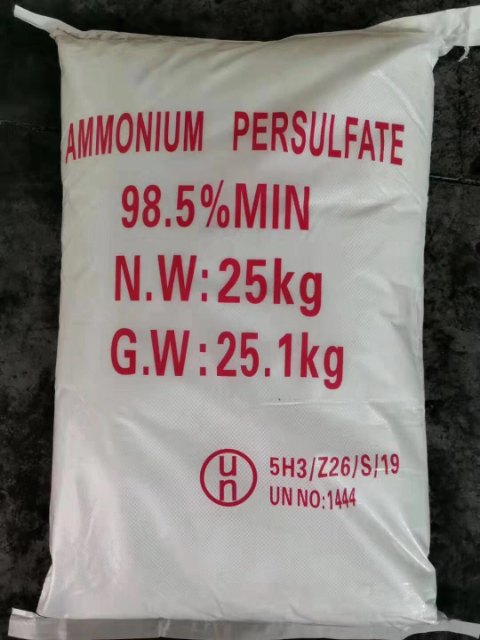 AMMONIUM PERSULFATE
98.5%MIN
N.W:25kg
G.W:25.1kg
un
5H3/Z26/S/19
UN NO:1444